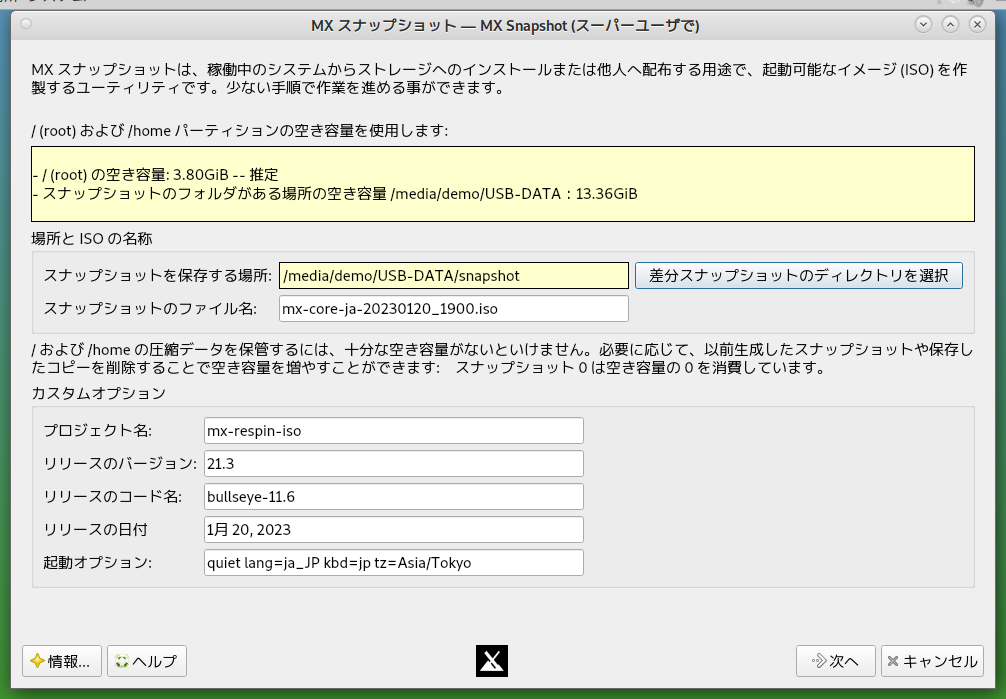 MX スナップショット — MX Snapshot (スーパーユーザで)
MX スナップショットは、稼働中のシステムからストレージへのインストールまたは他人へ配布する用途で、起動可能なイメージ (ISO) を作
製するユーティリティです。少ない手順で作業を進める事ができます。
/ (root) および /home パーティションの空き容量を使用します:
- / (root) の空き容量: 3.80GiB -- 推定
- スナップショットのフォルダがある場所の空き容量 /media/demo/USB-DATA : 13.36GiB
場所と ISO の名称
スナップショットを保存する場所: /media/demo/USB-DATA/snapshot 差分スナップショットのディレクトリを選択
スナップショットのファイル名: mx-core-ja-20230120_1900.iso
/ および /home の圧縮データを保管するには、十分な空き容量がないといけません。必要に応じて、以前生成したスナップショットや保存し
たコピーを削除することで空き容量を増やすことができます:　スナップショット 0 は空き容量の 0 を消費しています。
カスタムオプション
プロジェクト名: mx-respin-iso
リリースのバージョン: 21.3
リリースのコード名: bullseye-11.6
リリースの日付 1月 20, 2023
起動オプション: quiet lang=ja_JP kbd=jp tz=Asia/Tokyo
情報... ヘルプ 次へ キャンセル